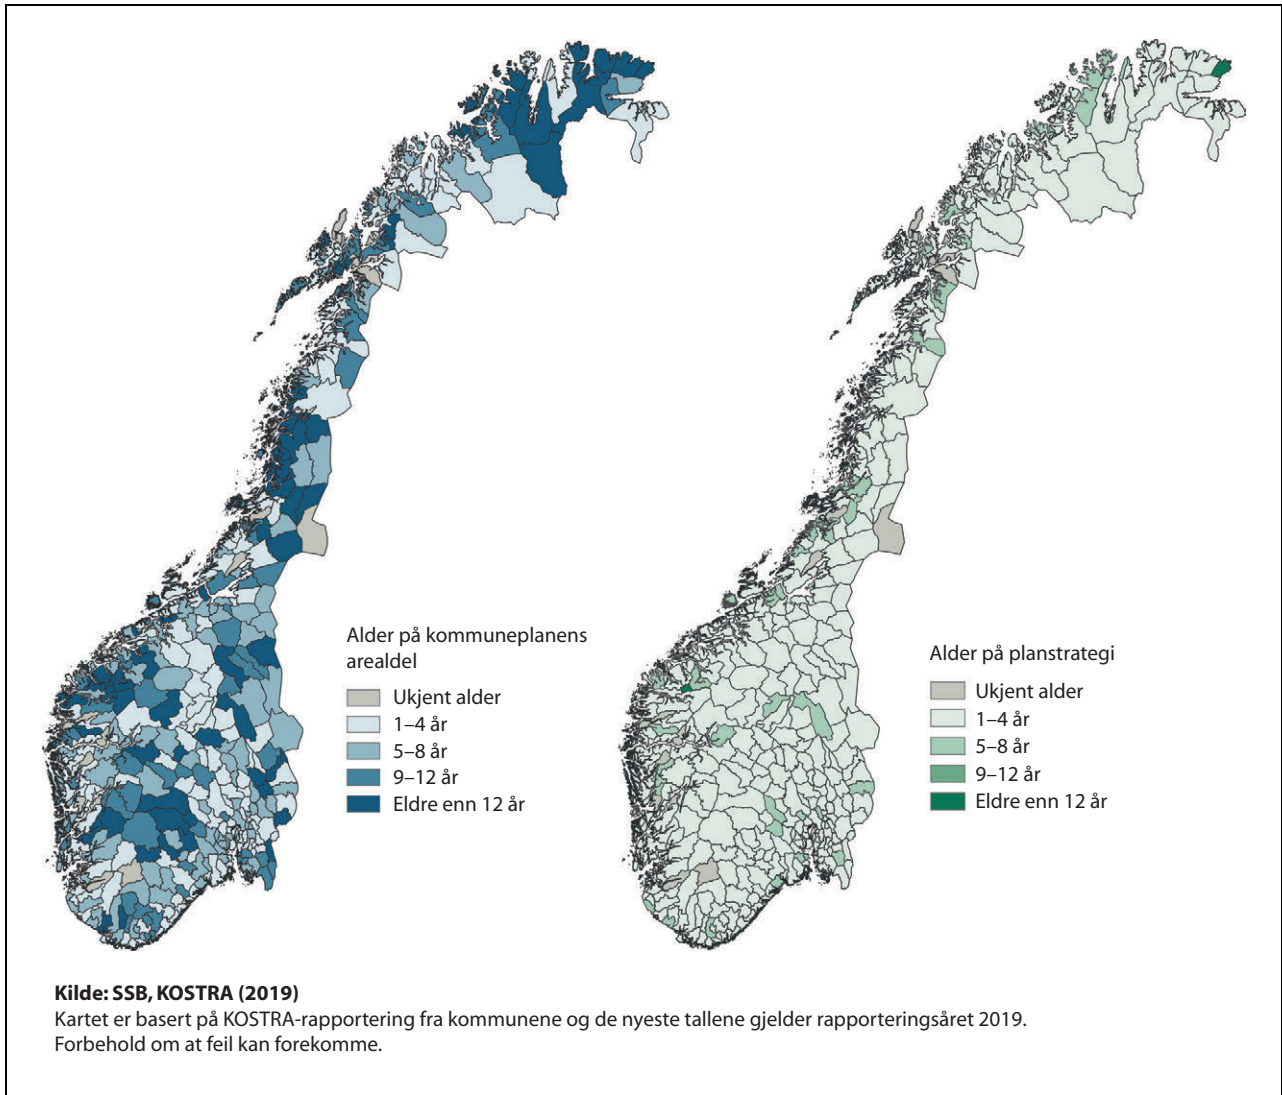 Alder på kommuneplanens
arealdel
Ukjent alder
1–4 år
5–8 år
9–12 år
Eldre enn 12 år
Alder på planstrategi
Ukjent alder
1–4 år
5–8 år
9–12 år
Eldre enn 12 år
Kilde: SSB, KOSTRA (2019)
Kartet er basert på KOSTRA-rapportering fra kommunene og de nyeste tallene gjelder rapporteringsåret 2019.
Forbehold om at feil kan forekomme.